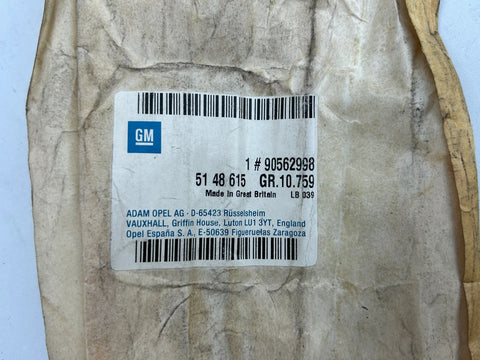 GM
1 # 90562998
51 48 615 GR.10.759
Made in Great Britain LB 039
ADAM OPEL AG · D-65423 Rüsselsheim
VAUXHALL, Griffin House, Luton LU1 3YT, England
Opel España S. A., E-50639 Figueruelas Zaragoza